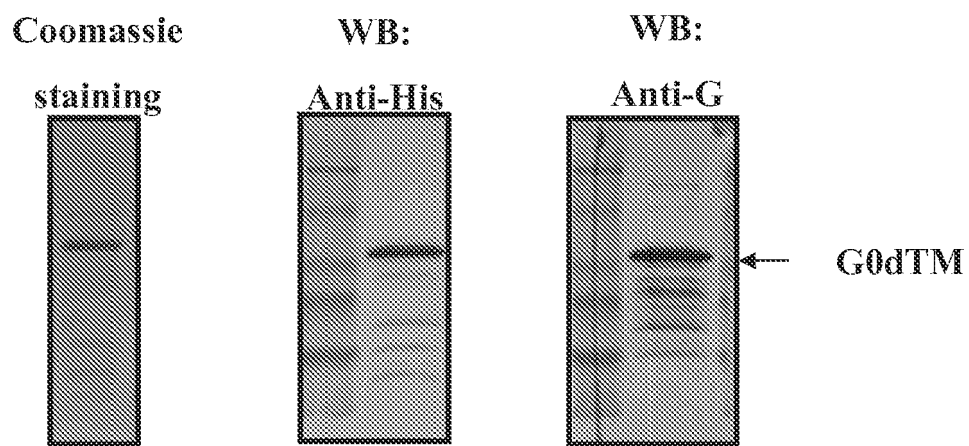 Coomassie
staining
WB:
Anti-His
WB:
Anti-G
G0dTM